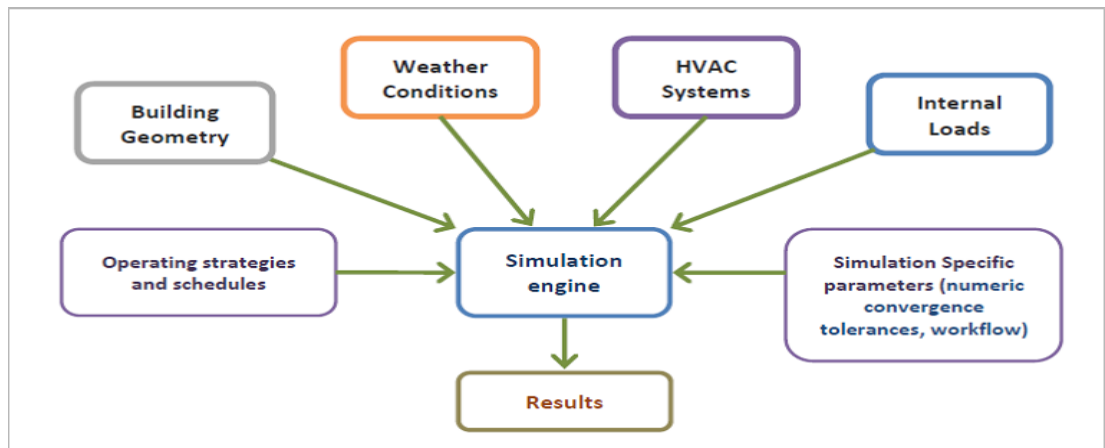 Building
Geometry
Weather
Conditions
HVAC
Systems
Internal
Loads
Operating strategies
and schedules
Simulation
engine
Simulation Specific
parameters (numeric
convergence
tolerances, workflow)
Results